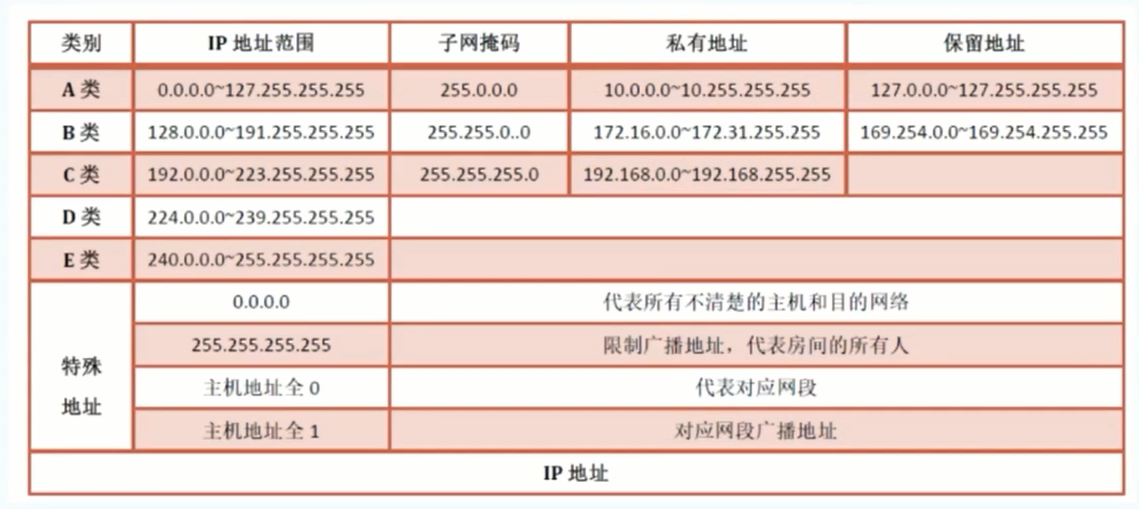 类别 IP 地址范围 子网掩码 私有地址 保留地址
A 类 0.0.0.0~127.255.255.255 255.0.0.0 10.0.0.0~10.255.255.255 127.0.0.0~127.255.255.255
B 类 128.0.0.0~191.255.255.255 255.255.0..0 172.16.0.0~172.31.255.255 169.254.0.0~169.254.255.255
C 类 192.0.0.0~223.255.255.255 255.255.255.0 192.168.0.0~192.168.255.255
D 类 224.0.0.0~239.255.255.255
E 类 240.0.0.0~255.255.255.255
特殊
地址
0.0.0.0 代表所有不清楚的主机和目的网络
255.255.255.255 限制广播地址，代表房间的所有人
主机地址全 0 代表对应网段
主机地址全 1 对应网段广播地址
IP 地址